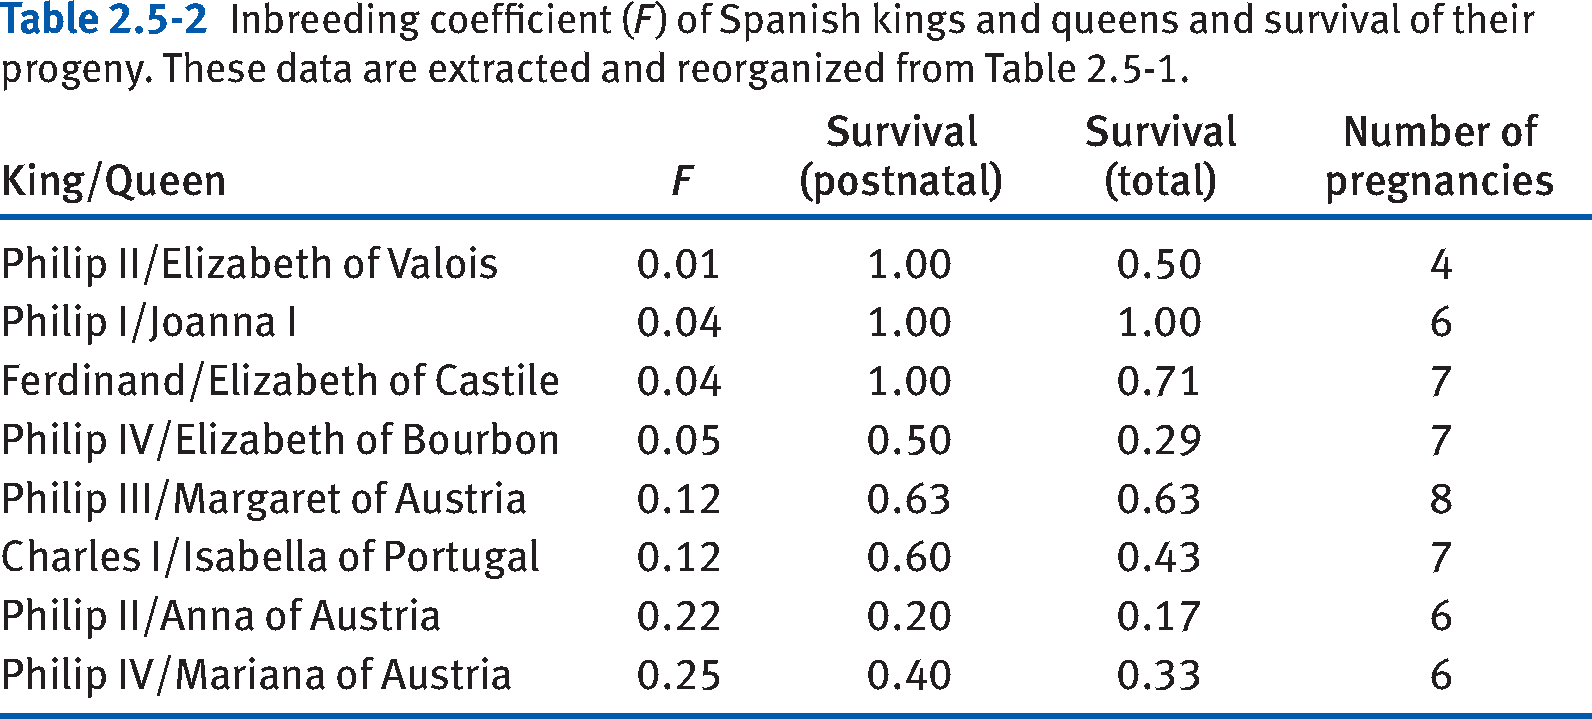 Table 2.5-2 Inbreeding coefficient (F) of Spanish kings and queens and survival of their
progeny. These data are extracted and reorganized from Table 2.5-1.
King/Queen F Survival (postnatal) Survival (total) Number of pregnancies
Philip II/Elizabeth of Valois 0.01 1.00 0.50 4
Philip I/Joanna I 0.04 1.00 1.00 6
Ferdinand/Elizabeth of Castile 0.04 1.00 0.71 7
Philip IV/Elizabeth of Bourbon 0.05 0.50 0.29 7
Philip III/Margaret of Austria 0.12 0.63 0.63 8
Charles I/Isabella of Portugal 0.12 0.60 0.43 7
Philip II/Anna of Austria 0.22 0.20 0.17 6
Philip IV/Mariana of Austria 0.25 0.40 0.33 6